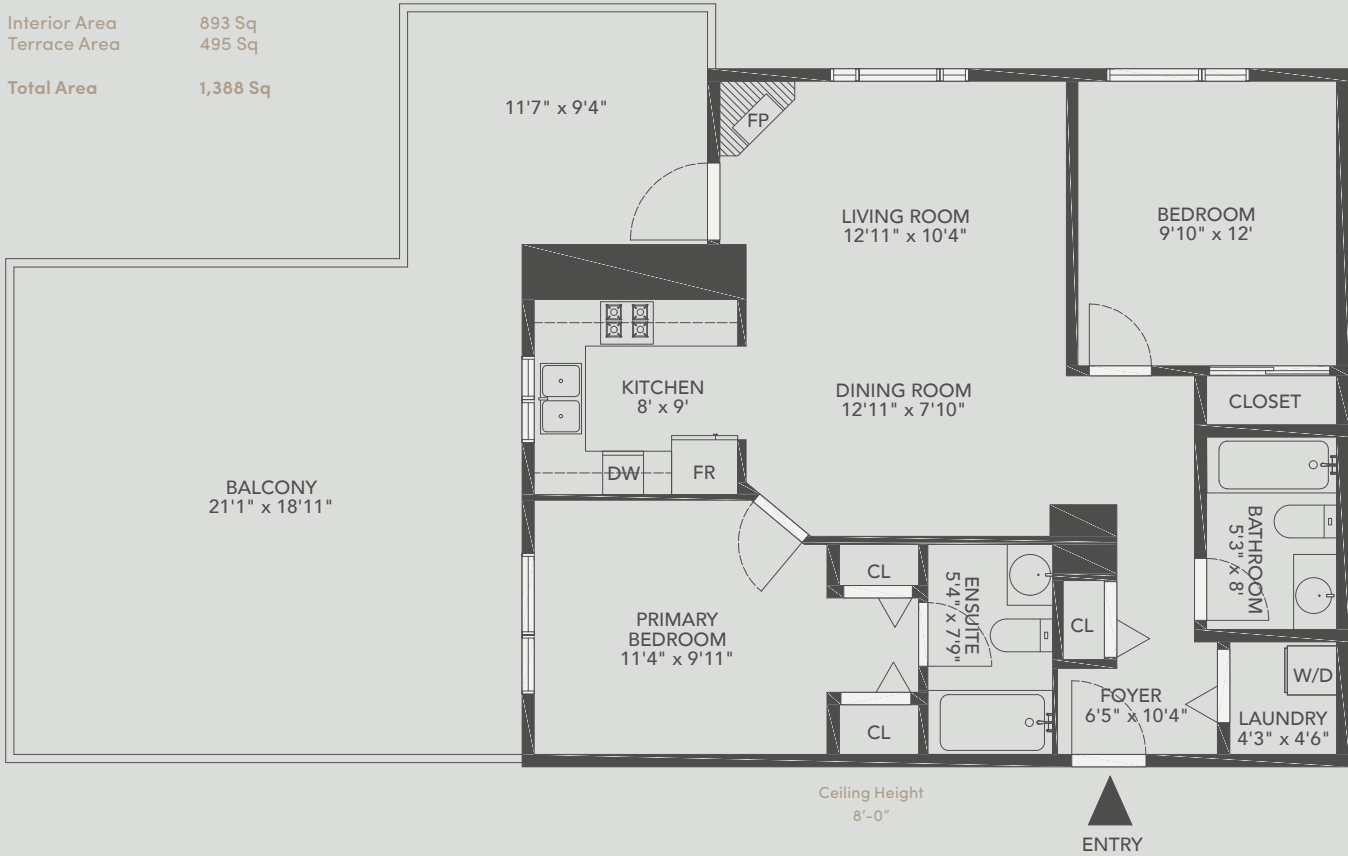 Interior Area 893 Sq
Terrace Area 495 Sq
Total Area 1,388 Sq
11'7" x 9'4"
FP
LIVING ROOM
12'11" x 10'4"
BEDROOM
9'10" x 12'
KITCHEN
8' x 9'
DINING ROOM
12'11" x 7'10"
CLOSET
DW
FR
BALCONY
21'1" x 18'11"
BATHROOM
5'3" x 8'
CL
ENSUITE
5'4" x 7'9"
PRIMARY
BEDROOM
11'4" x 9'11"
CL
W/D
FOYER
6'5" x 10'4"
LAUNDRY
4'3" x 4'6"
CL
Ceiling Height
8'-0"
ENTRY